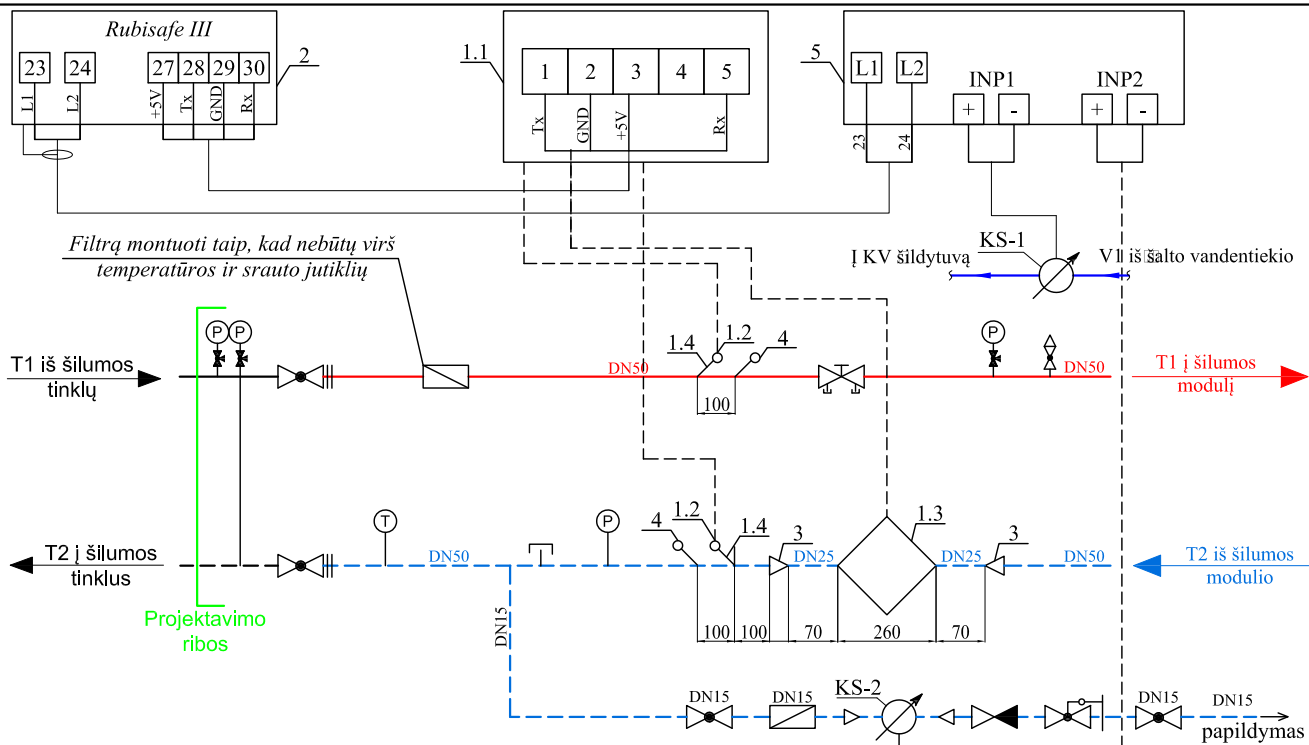 Rubisafe III
23
24
27
28
29
30
2
L1
L2
+5V
Tx
GND
Rx
1.1
1
2
3
4
5
Tx
GND
+5V
Rx
5
L1
L2
INP1
INP2
+
-
+
-
23
24
Filtrą montuoti taip, kad nebūtų virš
temperatūros ir srauto jutiklių
KS-1
Į KV šildytuvą
V1 iš šalto vandentiekio
P
P
T1 iš šilumos
tinklų
DN50
1.4
1.2
4
100
P
DN50
T1 į šilumos
modulį
T2 į šilumos
tinklus
T
DN50
P
4
1.2
1.4
3
DN25
1.3
DN25
3
DN50
T2 iš šilumos
modulio
100
100
70
260
70
Projektavimo
ribos
DN15
DN15
DN15
KS-2
DN15
DN15
papildymas